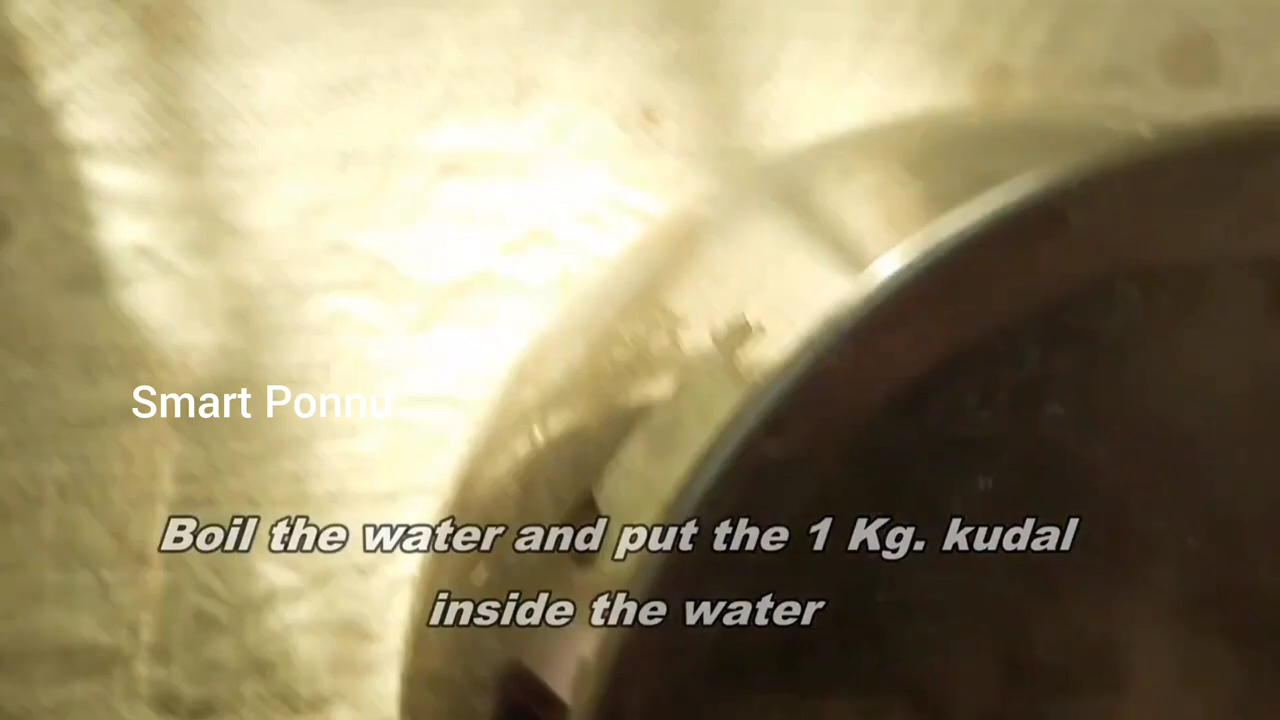 Smart Ponnu
Boil the water and put the 1 Kg. kudal
inside the water